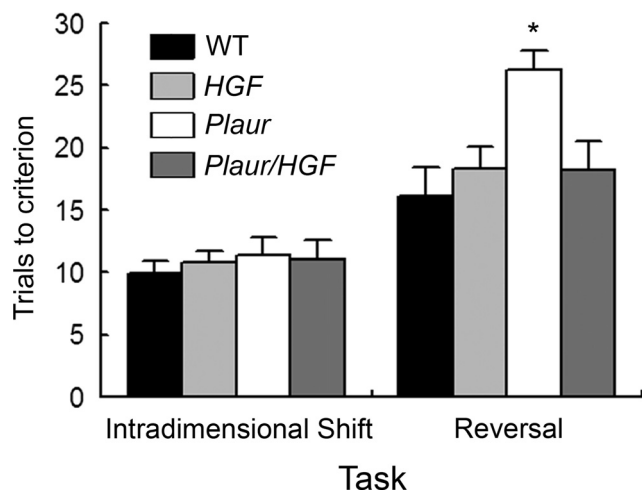 30
25
20
15
10
5
0
Trials to criterion
WT
HGF
Plaur
Plaur/HGF
*
Intradimensional Shift
Reversal
Task